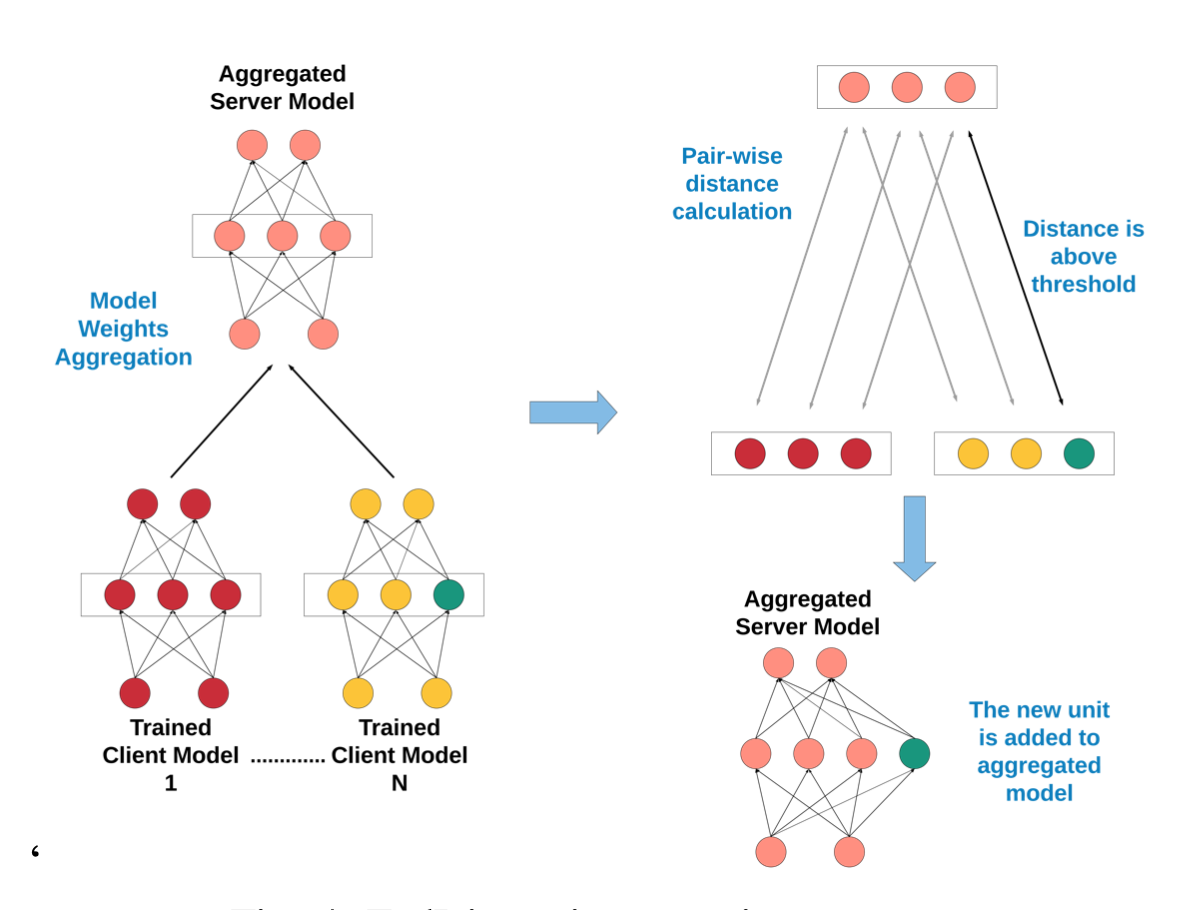 Aggregated
Server Model
Model
Weights
Aggregation
Trained
Client Model
1
.............
Trained
Client Model
N
Pair-wise
distance
calculation
Distance is
above
threshold
Aggregated
Server Model
The new unit
is added to
aggregated
model
‘